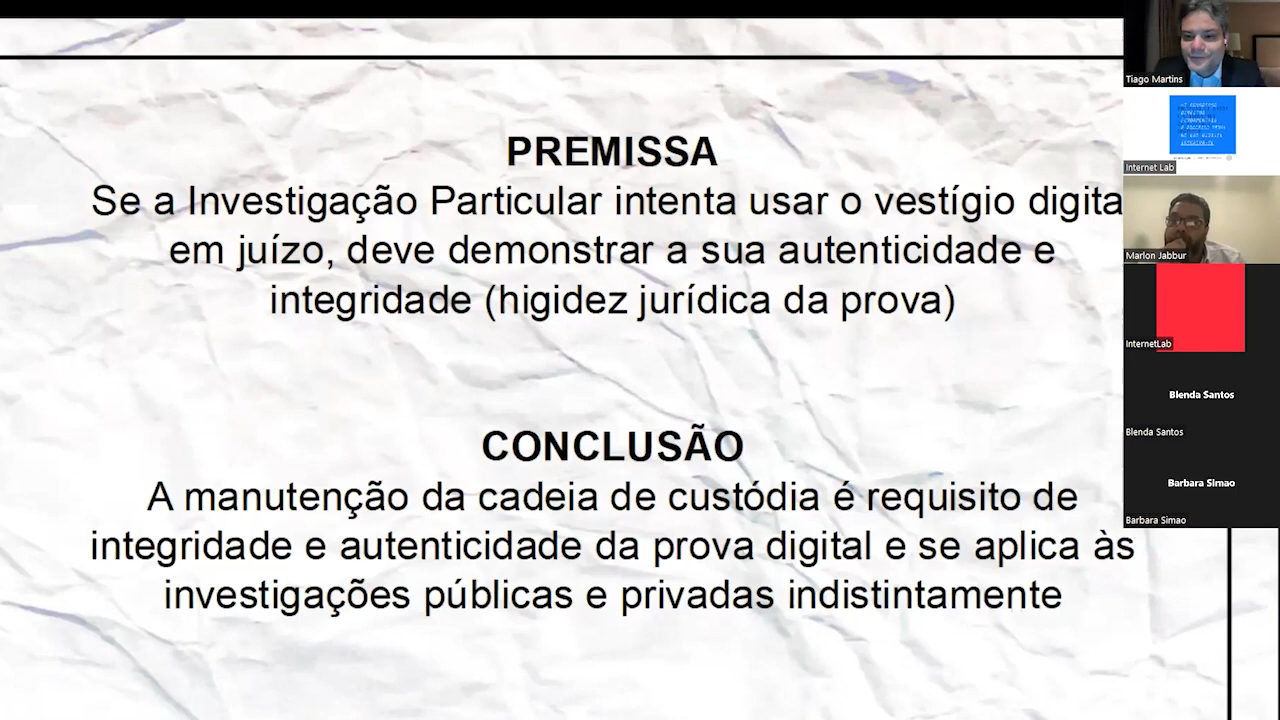 PREMISSA
Se a Investigação Particular intenta usar o vestígio digita
em juízo, deve demonstrar a sua autenticidade e
integridade (higidez jurídica da prova)
CONCLUSÃO
A manutenção da cadeia de custódia é requisito de
integridade e autenticidade da prova digital e se aplica às
investigações públicas e privadas indistintamente
Tiago Martins
Internet Lab
Marlon Jabbur
InternetLab
Blenda Santos
Blenda Santos
Barbara Simao
Barbara Simao